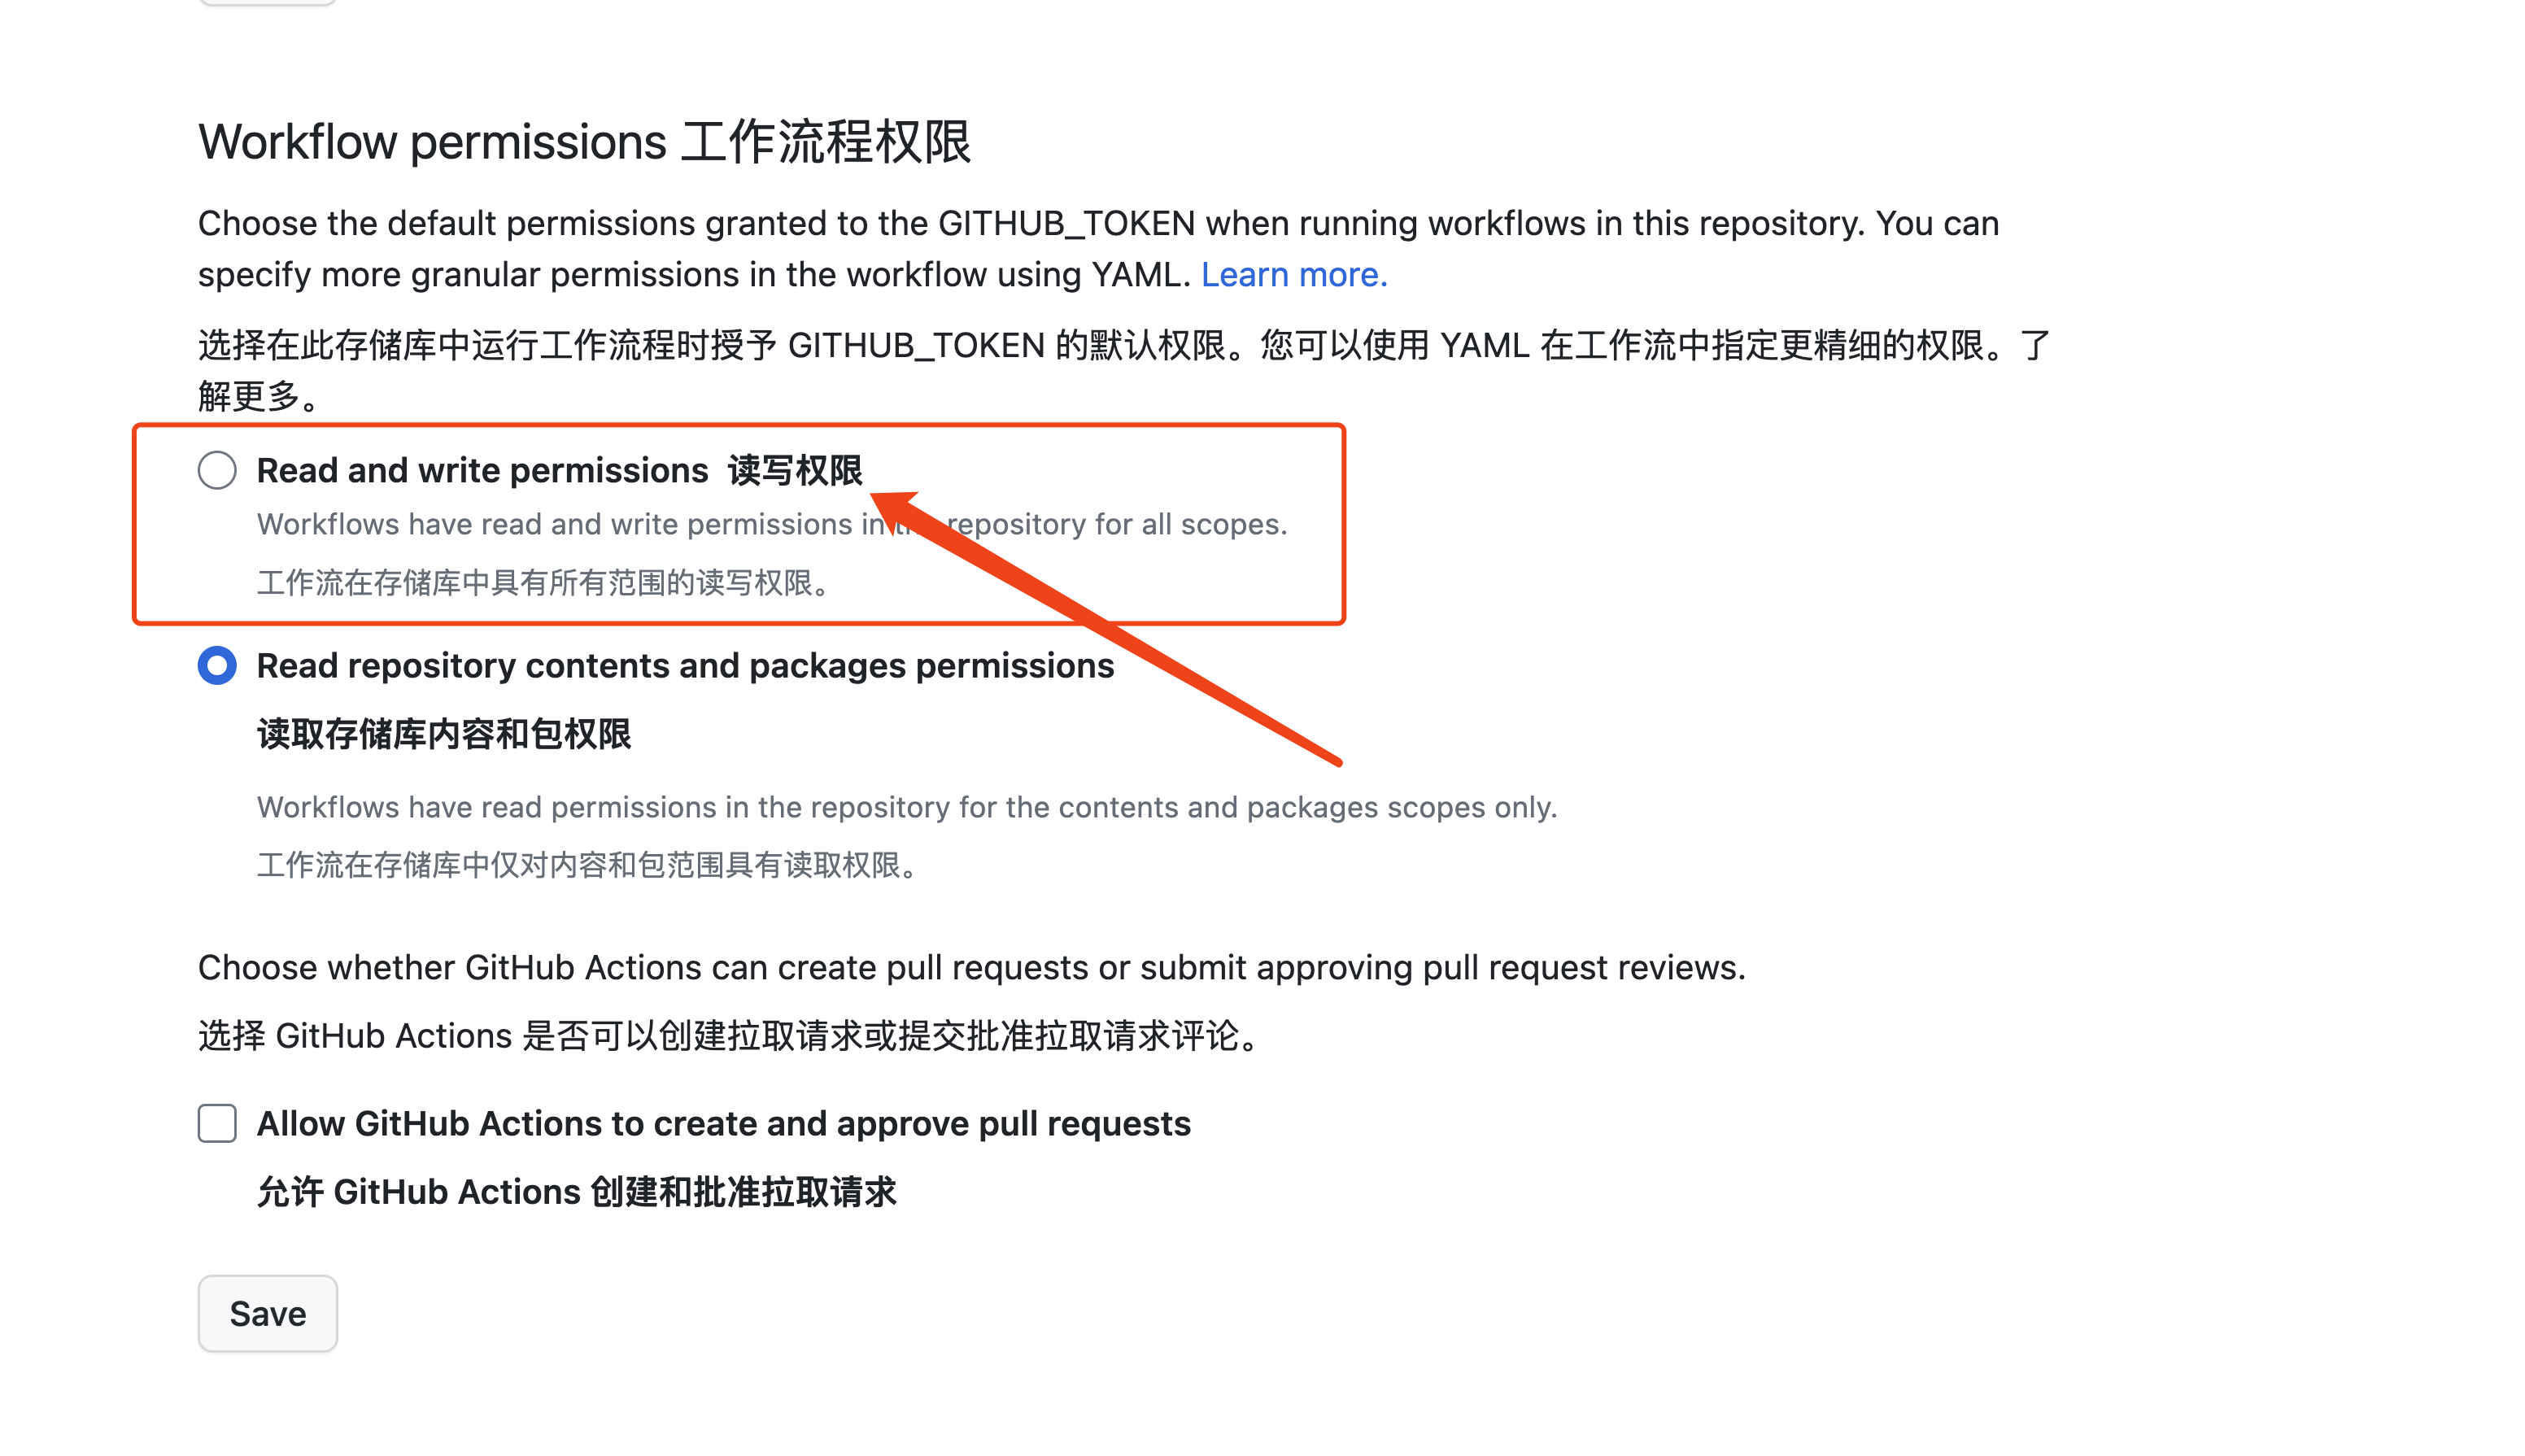 Workflow permissions 工作流程权限
Choose the default permissions granted to the GITHUB_TOKEN when running workflows in this repository. You can
specify more granular permissions in the workflow using YAML. Learn more.
选择在此存储库中运行工作流程时授予 GITHUB_TOKEN 的默认权限。您可以使用 YAML 在工作流中指定更精细的权限。了
解更多。
Read and write permissions 读写权限
Workflows have read and write permissions in the repository for all scopes.
工作流在存储库中具有所有范围的读写权限。
Read repository contents and packages permissions
读取存储库内容和包权限
Workflows have read permissions in the repository for the contents and packages scopes only.
工作流在存储库中仅对内容和包范围具有读取权限。
Choose whether GitHub Actions can create pull requests or submit approving pull request reviews.
选择 GitHub Actions 是否可以创建拉取请求或提交批准拉取请求评论。
Allow GitHub Actions to create and approve pull requests
允许 GitHub Actions 创建和批准拉取请求
Save